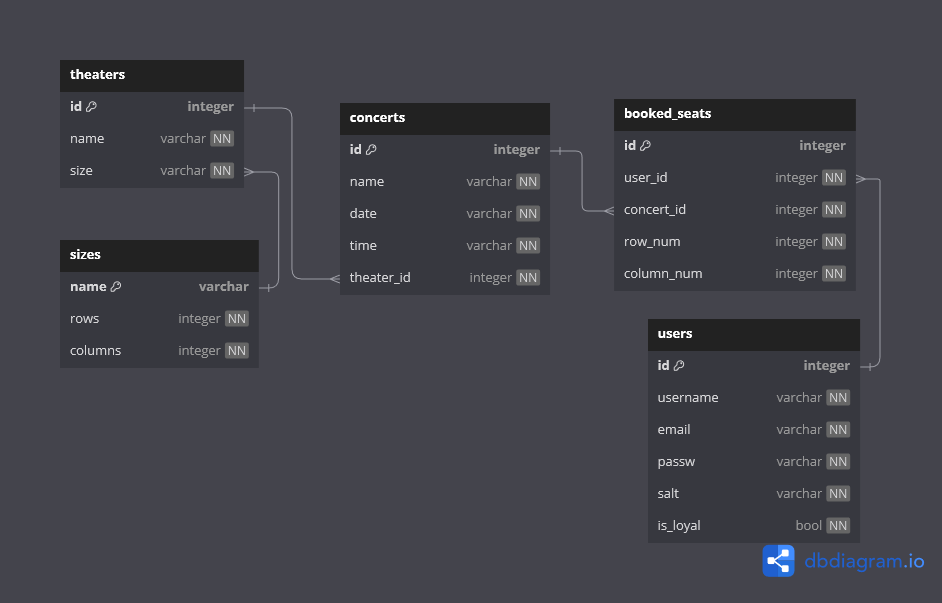 theaters
id integer
name varchar NN
size varchar NN
sizes
name varchar
rows integer NN
columns integer NN
concerts
id integer
name varchar NN
date varchar NN
time varchar NN
theater_id integer NN
booked_seats
id integer
user_id integer NN
concert_id integer NN
row_num integer NN
column_num integer NN
users
id integer
username varchar NN
email varchar NN
passw varchar NN
salt varchar NN
is_loyal bool NN
dbdiagram.io